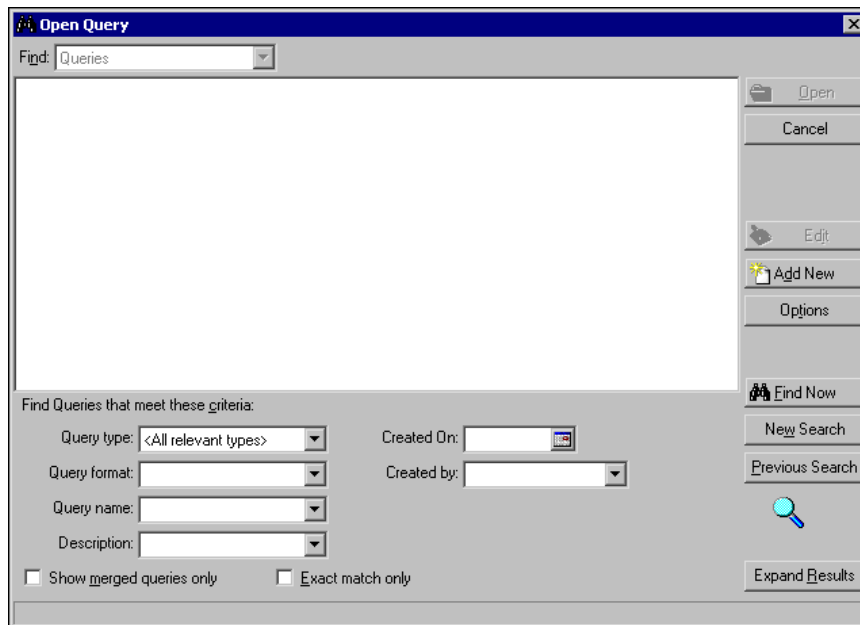 Open Query
Find: Queries
Open
Cancel
Edit
Add New
Options
Find Now
New Search
Previous Search
Expand Results
Find Queries that meet these criteria:
Query type: <All relevant types>
Created On:
Query format:
Created by:
Query name:
Description:
Show merged queries only
Exact match only